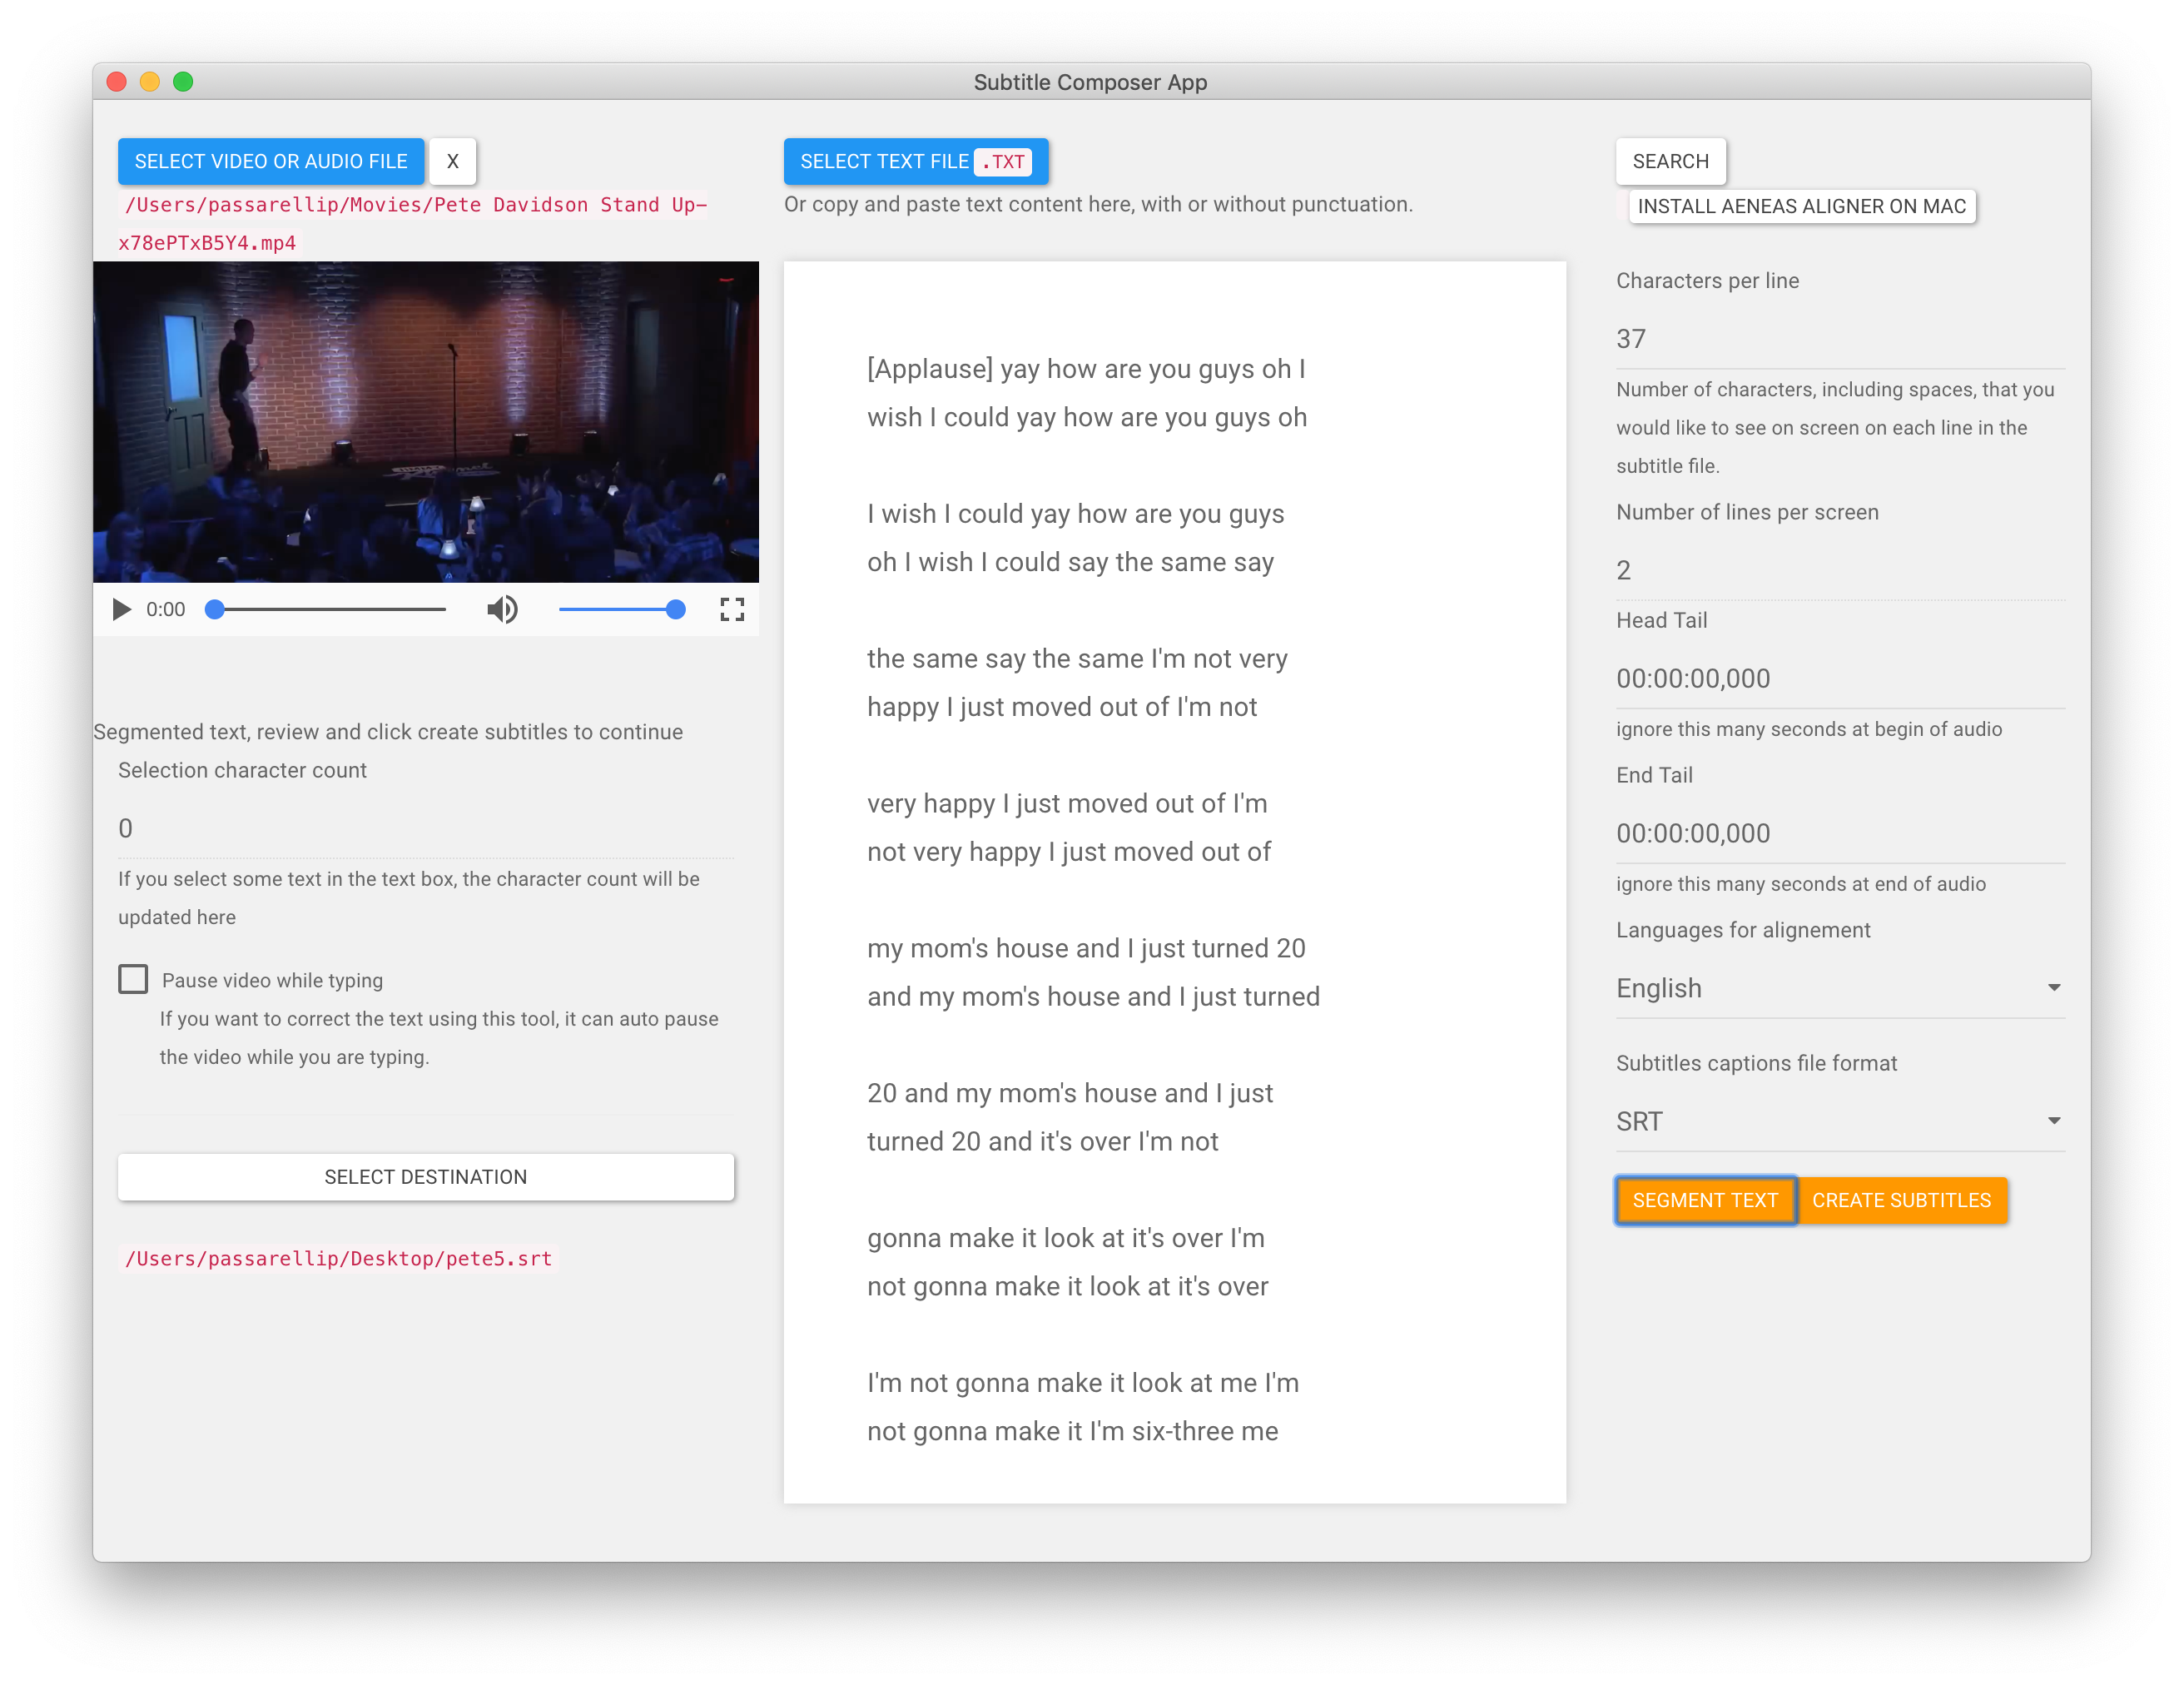 Subtitle Composer App
SELECT VIDEO OR AUDIO FILE X
/Users/passarellip/Movies/Pete Davidson Stand Up-
x78ePTxB5Y4.mp4
0:00
Segmented text, review and click create subtitles to continue
Selection character count
0
If you select some text in the text box, the character count will be
updated here
Pause video while typing
If you want to correct the text using this tool, it can auto pause
the video while you are typing.
SELECT DESTINATION
/Users/passarellip/Desktop/pete5.srt
SELECT TEXT FILE .TXT
Or copy and paste text content here, with or without punctuation.
[Applause] yay how are you guys oh I
wish I could yay how are you guys oh
I wish I could yay how are you guys
oh I wish I could say the same say
the same say the same I'm not very
happy I just moved out of I'm not
very happy I just moved out of I'm
not very happy I just moved out of
my mom's house and I just turned 20
and my mom's house and I just turned
20 and my mom's house and I just
turned 20 and it's over I'm not
gonna make it look at it's over I'm
not gonna make it look at it's over
I'm not gonna make it look at me I'm
not gonna make it I'm six-three me
SEARCH
INSTALL AENEAS ALIGNER ON MAC
Characters per line
37
Number of characters, including spaces, that you
would like to see on screen on each line in the
subtitle file.
Number of lines per screen
2
Head Tail
00:00:00,000
ignore this many seconds at begin of audio
End Tail
00:00:00,000
ignore this many seconds at end of audio
Languages for alignement
English
Subtitles captions file format
SRT
SEGMENT TEXT CREATE SUBTITLES